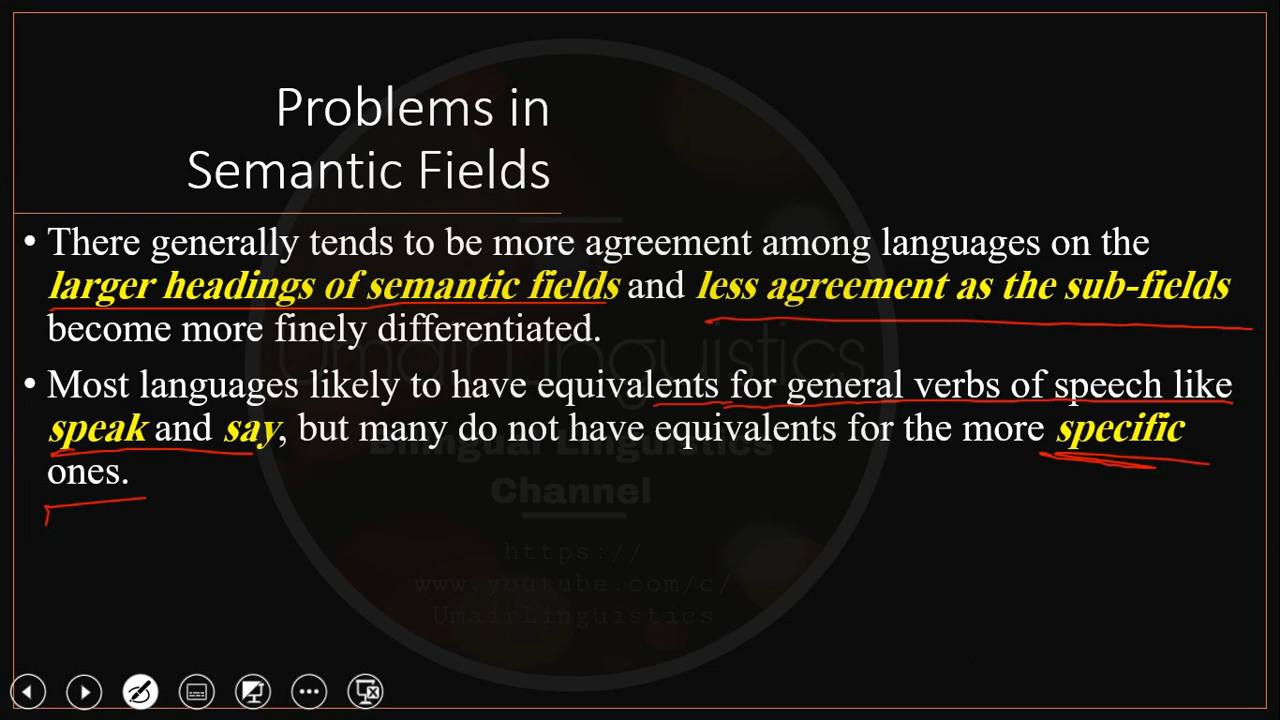 Problems in
Semantic Fields
• There generally tends to be more agreement among languages on the
larger headings of semantic fields and less agreement as the sub-fields
become more finely differentiated.
• Most languages likely to have equivalents for general verbs of speech like
speak and say, but many do not have equivalents for the more specific
ones.
UmairLinguistics
Bilingual Linguistics
Channel
https://
www.youtube.com/c/
UmairLinguistics